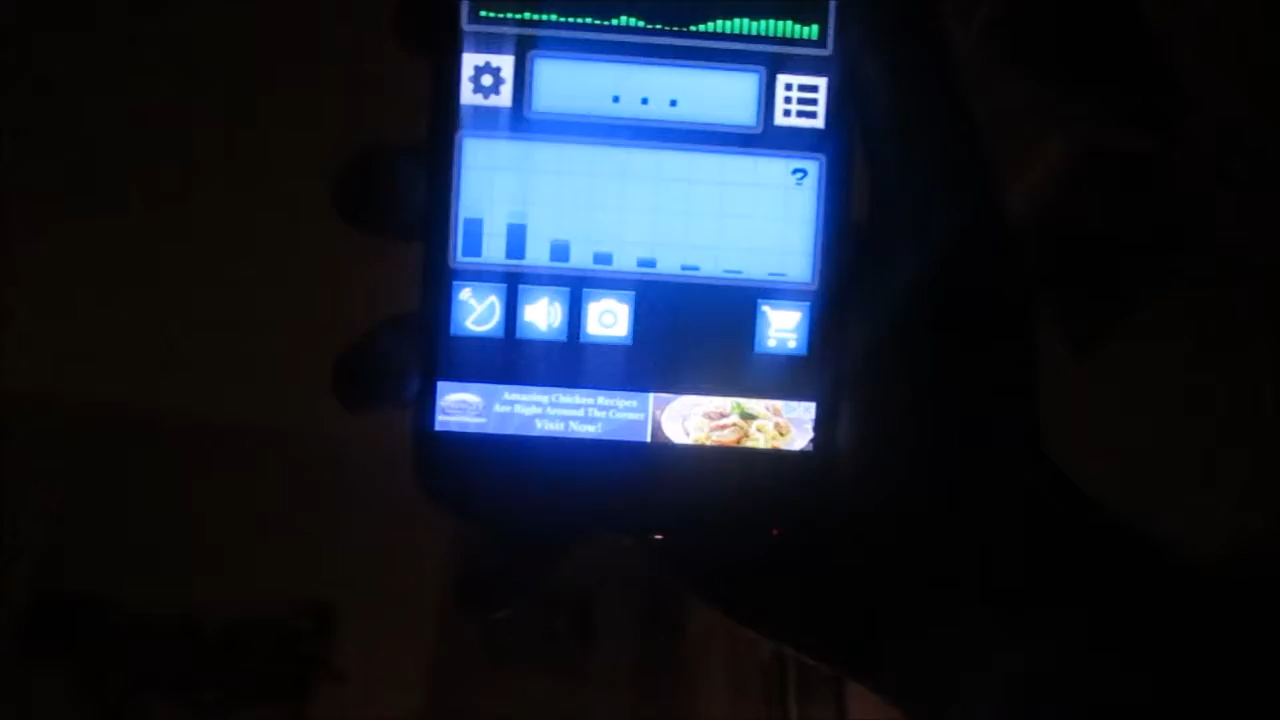 . . .
?
Amazing Chicken Recipes
Are Right Around The Corner
Visit Now!